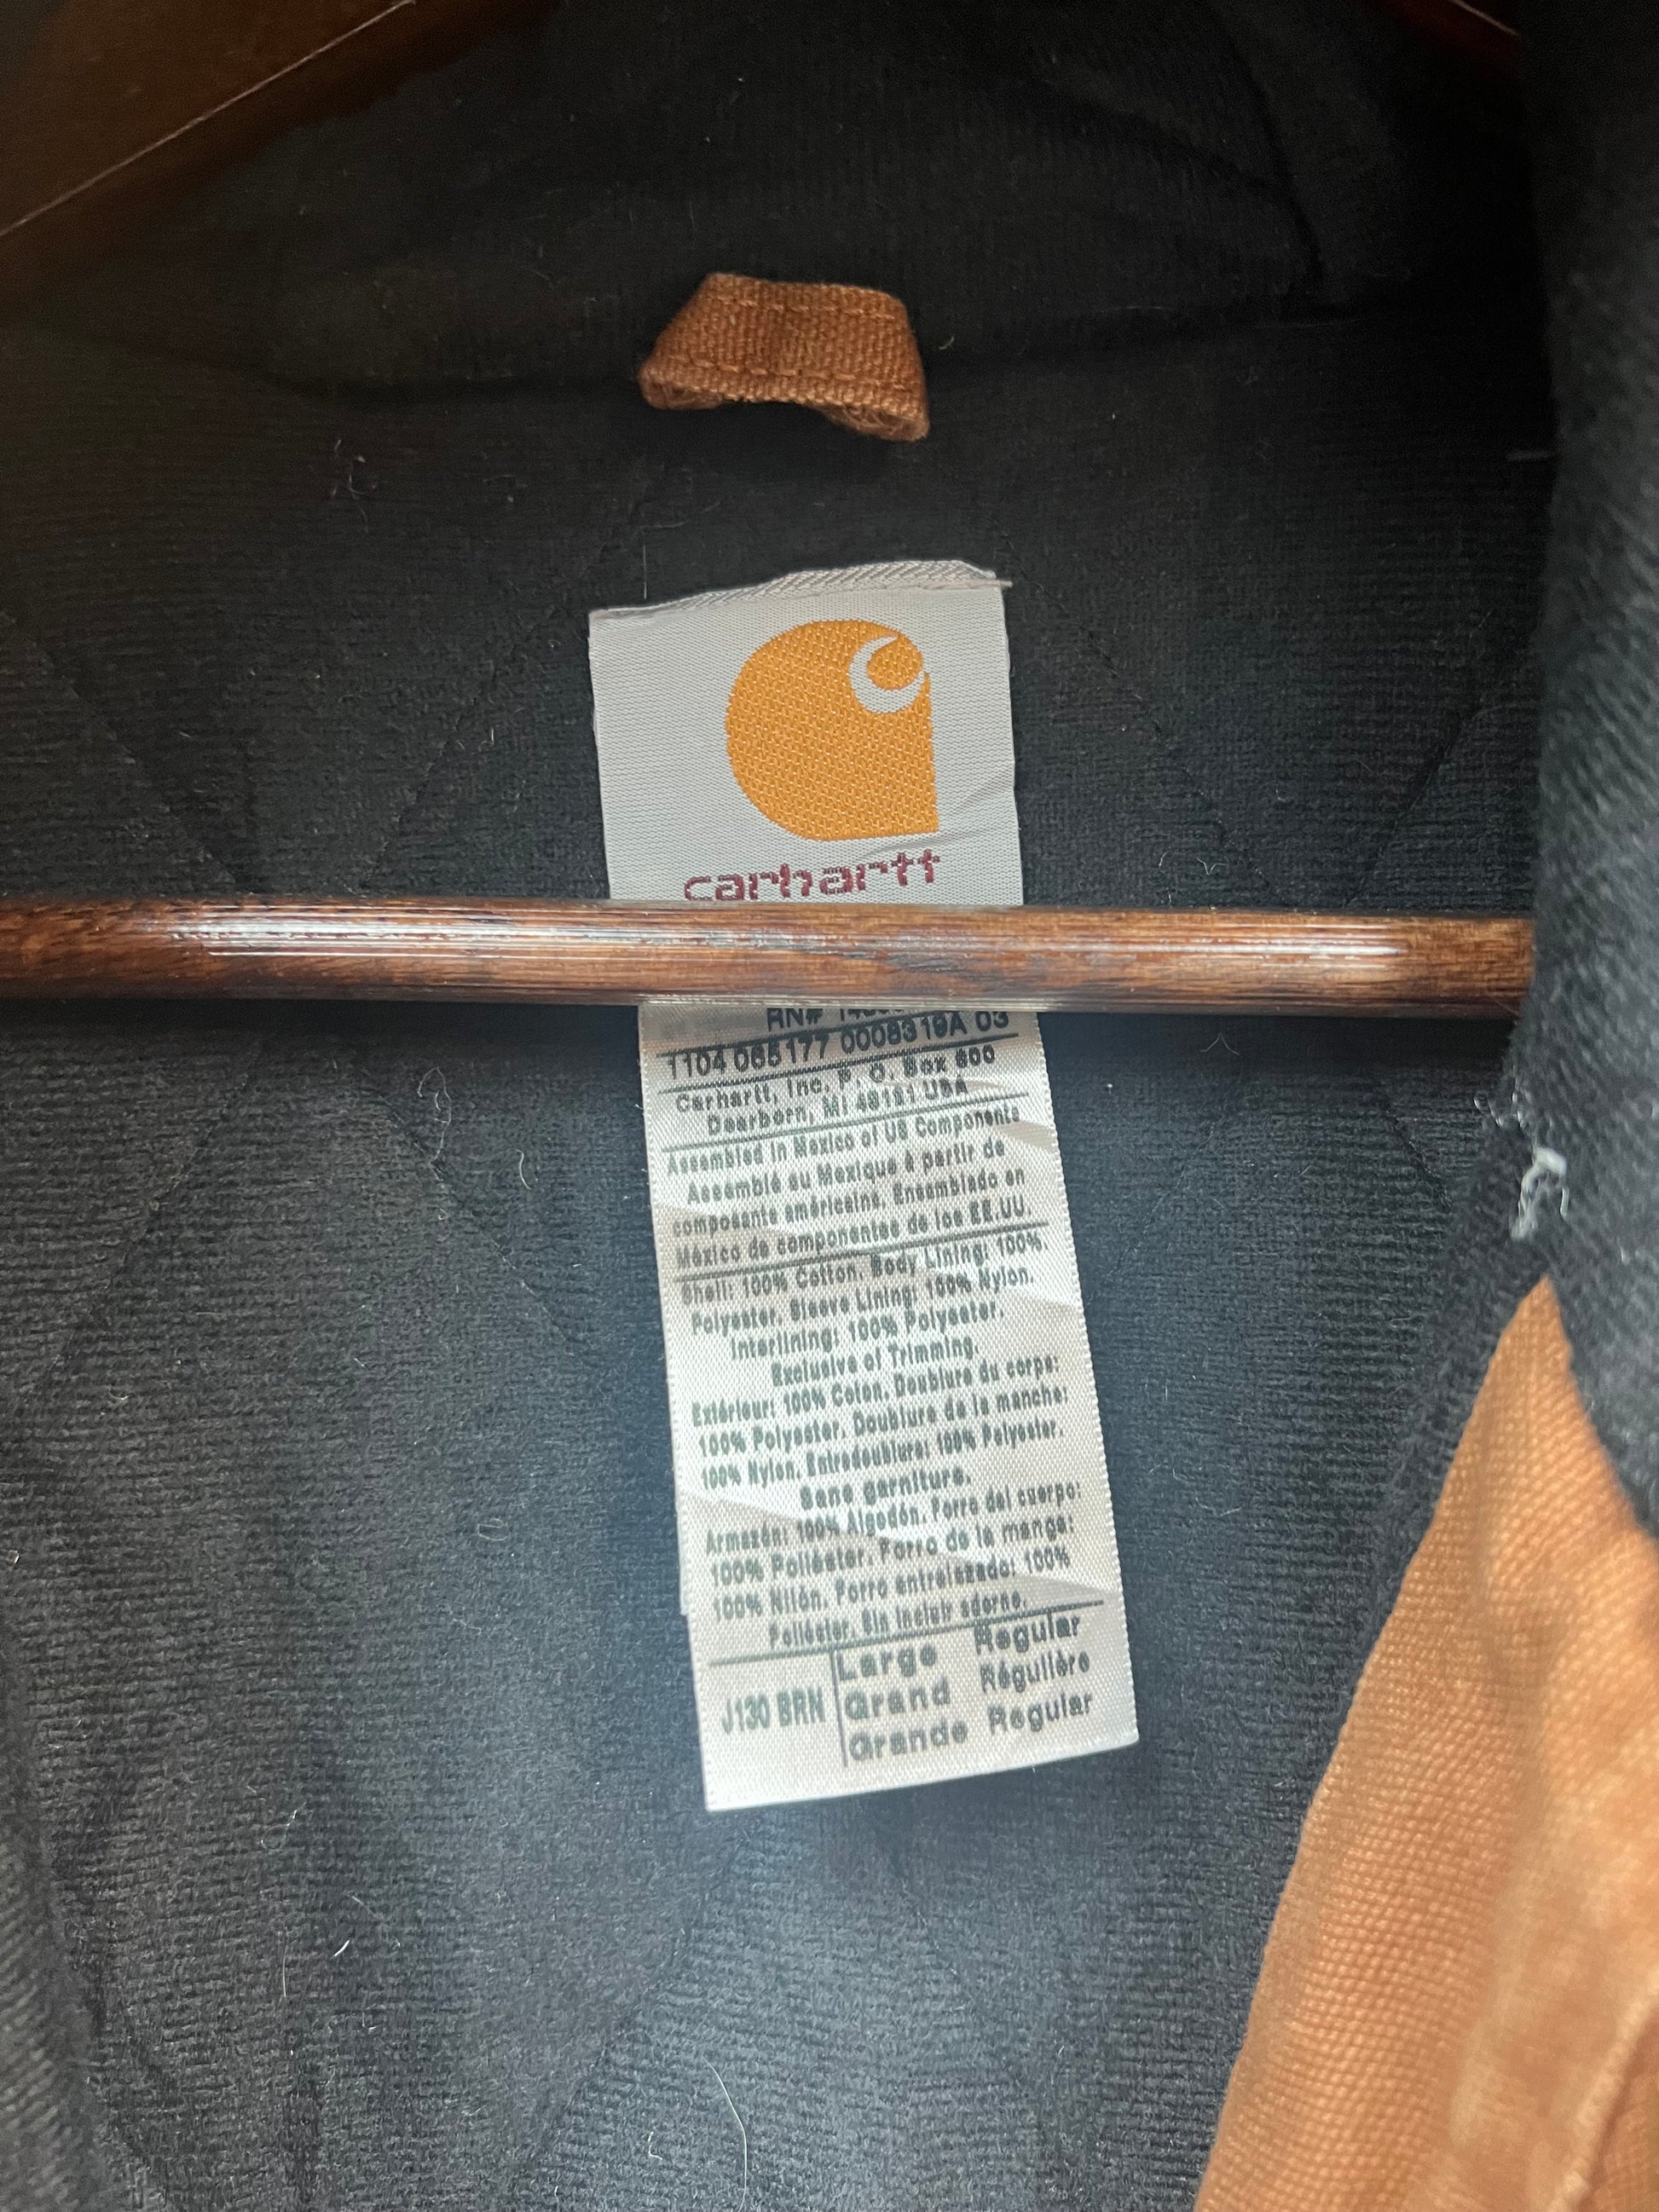 carhartt
RN#
1104 065177 0008319A 03
Carhartt, Inc. P. O. Box 600
Dearborn, MI 48121 USA
Assembled in Mexico of US Components
Assemblé au Mexique à partir de
composants américains. Ensamblado en
México de componentes de los EE.UU.
Shell: 100% Cotton. Body Lining: 100%
Polyester. Sleeve Lining: 100% Nylon.
Interlining: 100% Polyester.
Exclusive of Trimming.
Extérieur: 100% Coton. Doublure du corps:
100% Polyester. Doublure de la manche:
100% Nylon. Entredoublure: 100% Polyester.
Sans garniture.
Armazón: 100% Algodón. Forro del cuerpo:
100% Poliéster. Forro de la manga:
100% Nilón. Forro entrelazado: 100%
Poliéster. Sin incluir adorno.
J130 BRN
Large Regular
Grand Régulière
Grande Regular